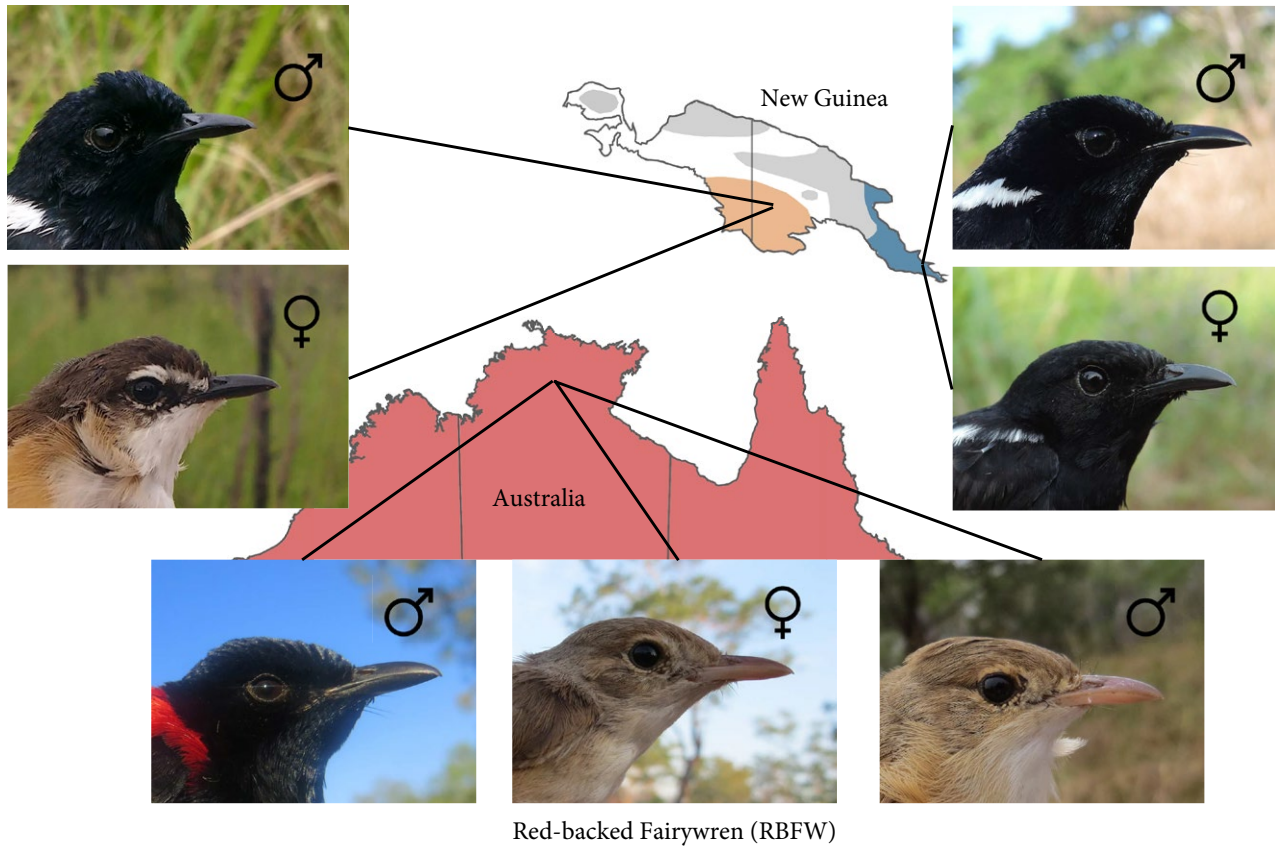 ♂
New Guinea
♂
♀
♀
Australia
♂
♀
♂
Red-backed Fairywren (RBFW)